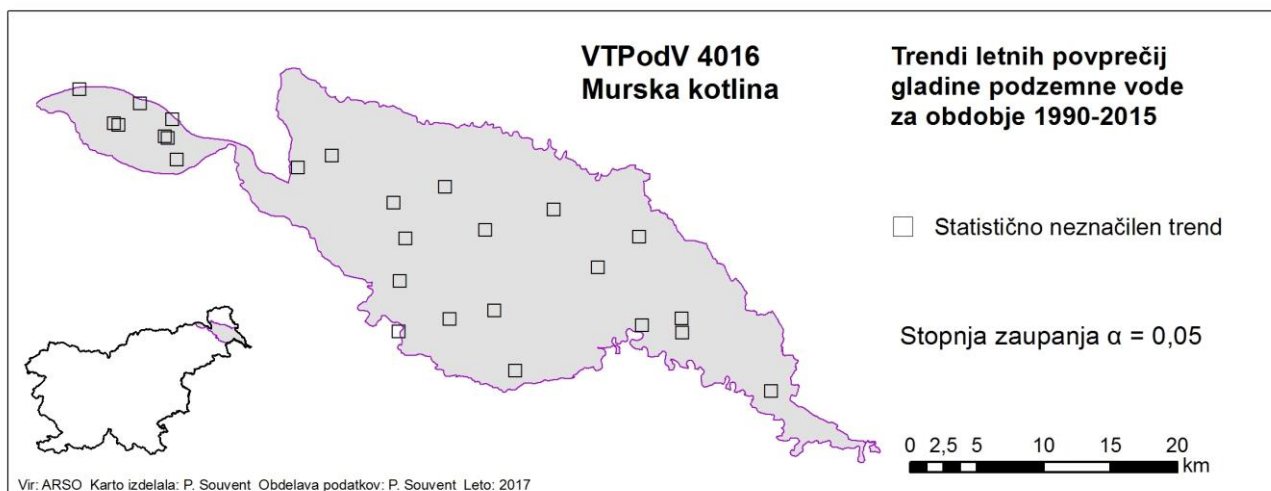 VTPodV 4016
Murska kotlina
Trendi letnih povprečij
gladine podzemne vode
za obdobje 1990-2015
Statistično neznačilen trend
Stopnja zaupanja α = 0,05
0 2,5 5 10 15 20
km
Vir: ARSO Karto izdelala: P. Souvent Obdelava podatkov: P. Souvent Leto: 2017